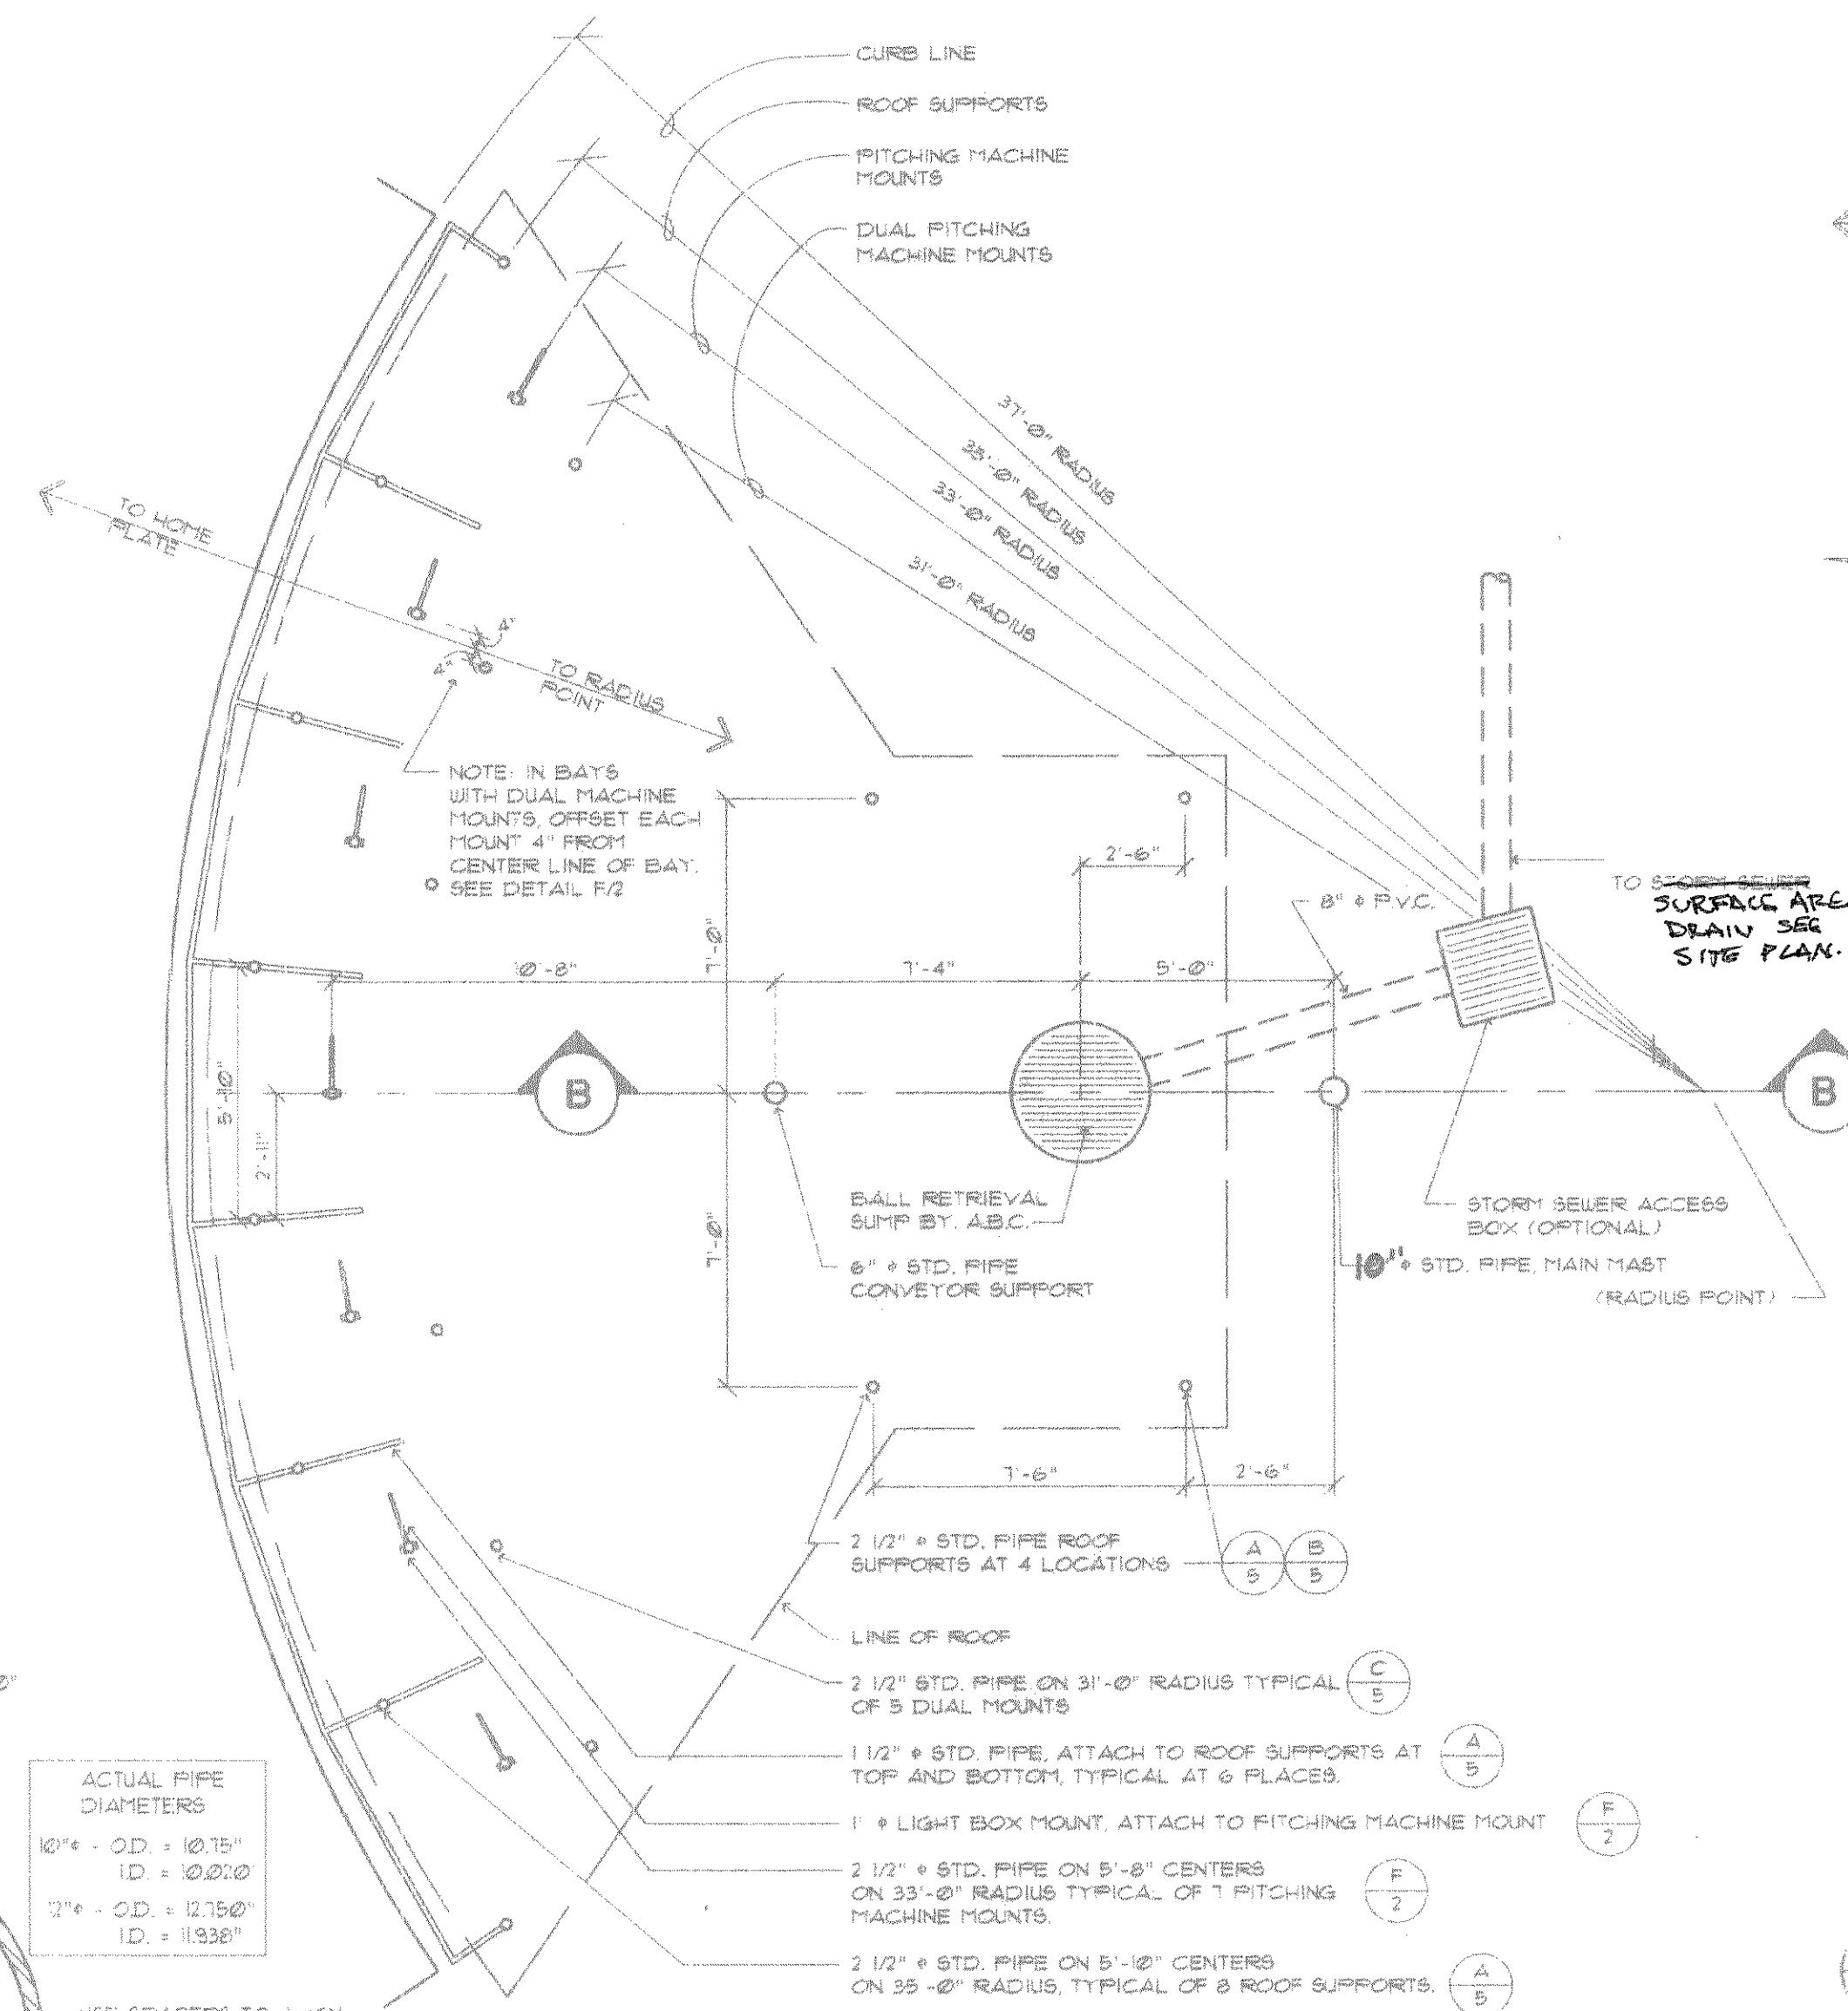 CURB LINE
ROOF SUPPORTS
PITCHING MACHINE
MOUNTS
DUAL PITCHING
MACHINE MOUNTS
37'-0" RADIUS
35'-0" RADIUS
33'-0" RADIUS
31'-0" RADIUS
TO HOME
PLATE
4"
4"
TO RADIUS
POINT
NOTE: IN BAYS
WITH DUAL MACHINE
MOUNTS, OFFSET EACH
MOUNT 4" FROM
CENTER LINE OF BAY.
SEE DETAIL F/2
2'-6"
8" ⌀ P.V.C.
TO STORM SEWER
SURFACE AREA
DRAIN SEE
SITE PLAN.
7'-0"
10'-8"
7'-4"
5'-0"
5'-10"
2'-11"
B
B
7'-0"
BALL RETRIEVAL
SUMP BY. A.B.C.
6" ⌀ STD. PIPE
CONVEYOR SUPPORT
STORM SEWER ACCESS
BOX (OPTIONAL)
10" ⌀ STD. PIPE, MAIN MAST
(RADIUS POINT)
7'-6"
2'-6"
2 1/2" ⌀ STD. PIPE ROOF
SUPPORTS AT 4 LOCATIONS
A
5
B
5
LINE OF ROOF
2 1/2" STD. PIPE ON 31'-0" RADIUS TYPICAL
OF 5 DUAL MOUNTS
C
5
1 1/2" ⌀ STD. PIPE, ATTACH TO ROOF SUPPORTS AT
TOP AND BOTTOM, TYPICAL AT 6 PLACES.
A
5
1" ⌀ LIGHT BOX MOUNT, ATTACH TO PITCHING MACHINE MOUNT
F
2
2 1/2" ⌀ STD. PIPE ON 5'-8" CENTERS
ON 33'-0" RADIUS TYPICAL OF 7 PITCHING
MACHINE MOUNTS.
F
2
2 1/2" ⌀ STD. PIPE ON 5'-10" CENTERS
ON 35'-0" RADIUS, TYPICAL OF 8 ROOF SUPPORTS.
A
5
ACTUAL PIPE
DIAMETERS
10"⌀ - O.D. = 10.75"
I.D. = 10.020"
12"⌀ - O.D. = 12.750"
I.D. = 11.938"